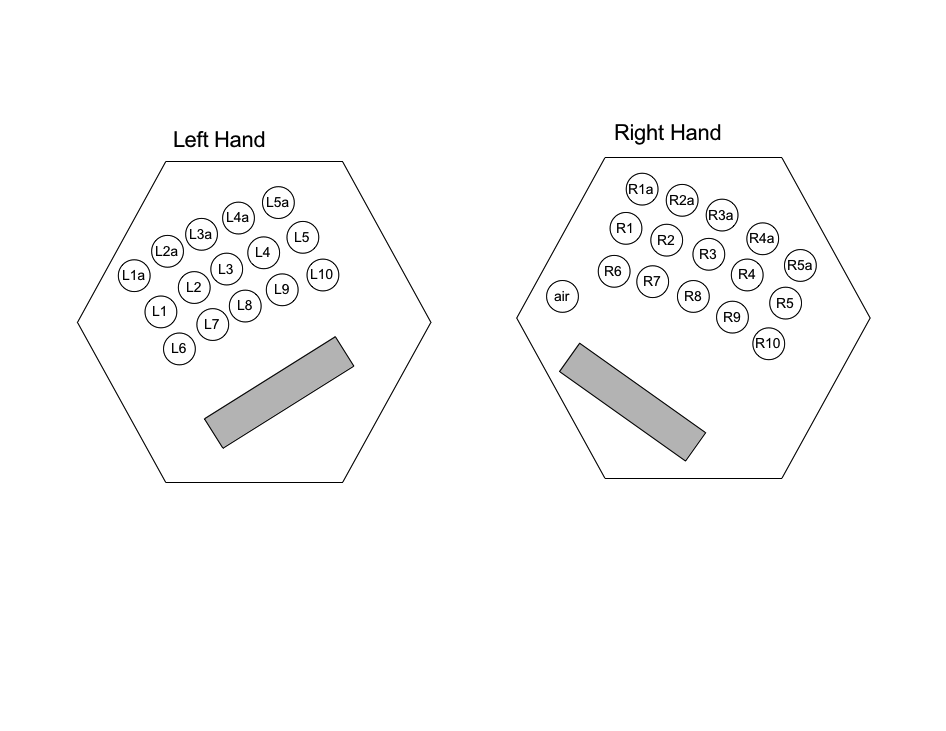 Left Hand
L1a L2a L3a L4a L5a
L1 L2 L3 L4 L5
L6 L7 L8 L9 L10
Right Hand
R1a R2a R3a R4a R5a
R1 R2 R3 R4 R5
R6 R7 R8 R9 R10
air